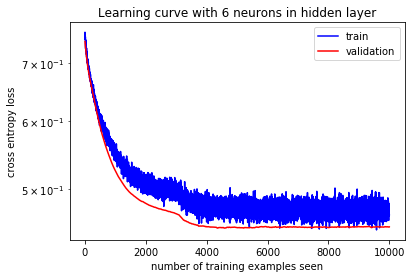 Learning curve with 6 neurons in hidden layer
train
validation
7 × 10⁻¹
6 × 10⁻¹
5 × 10⁻¹
cross entropy loss
0 2000 4000 6000 8000 10000
number of training examples seen